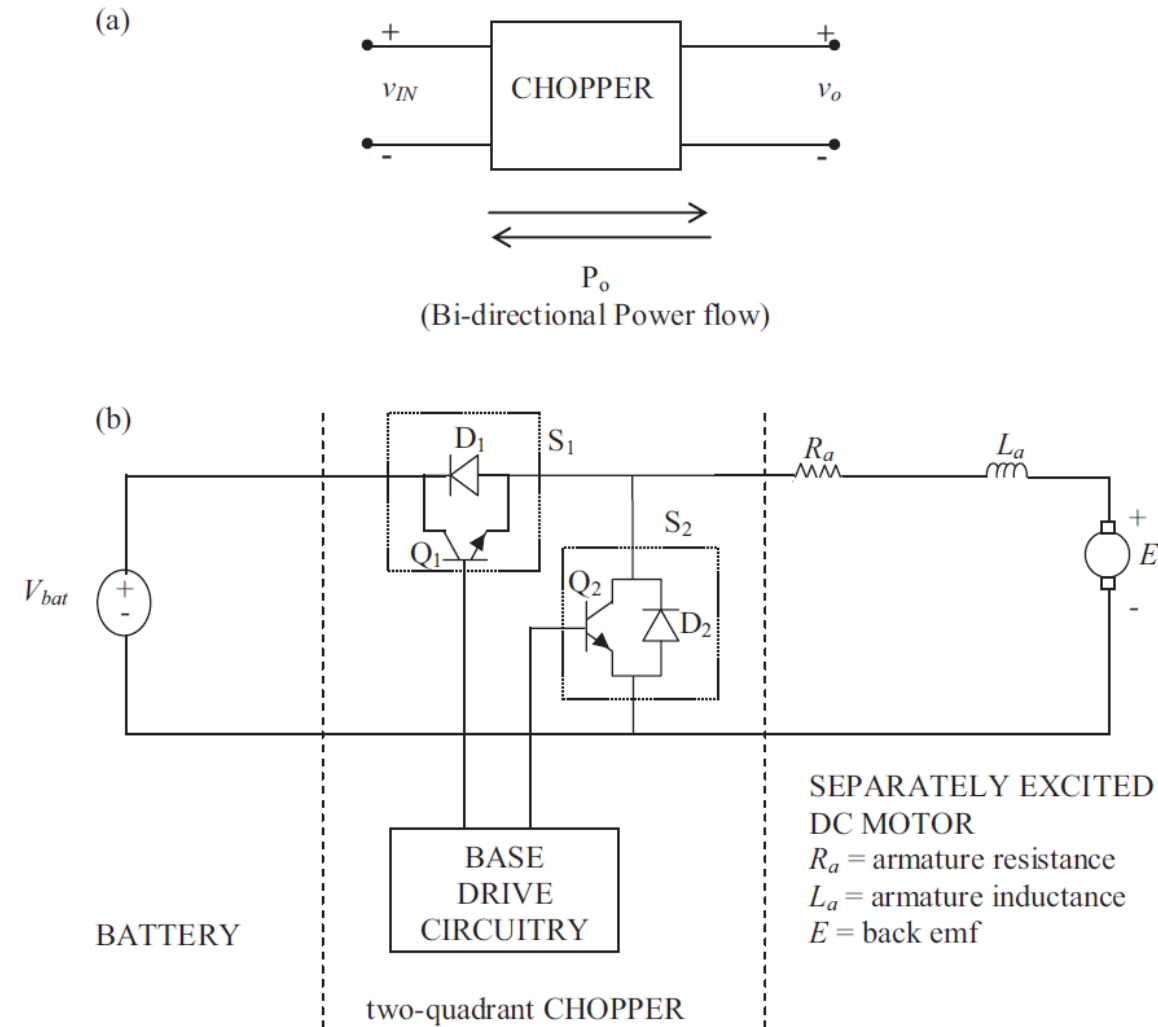 (a)
+ +
v_IN CHOPPER v_o
- -
P_o
(Bi-directional Power flow)
(b)
D_1 S_1
R_a L_a
Q_1
S_2
+
E
-
V_bat
+
-
Q_2
D_2
BASE
DRIVE
CIRCUITRY
SEPARATELY EXCITED
DC MOTOR
R_a = armature resistance
L_a = armature inductance
E = back emf
BATTERY
two-quadrant CHOPPER